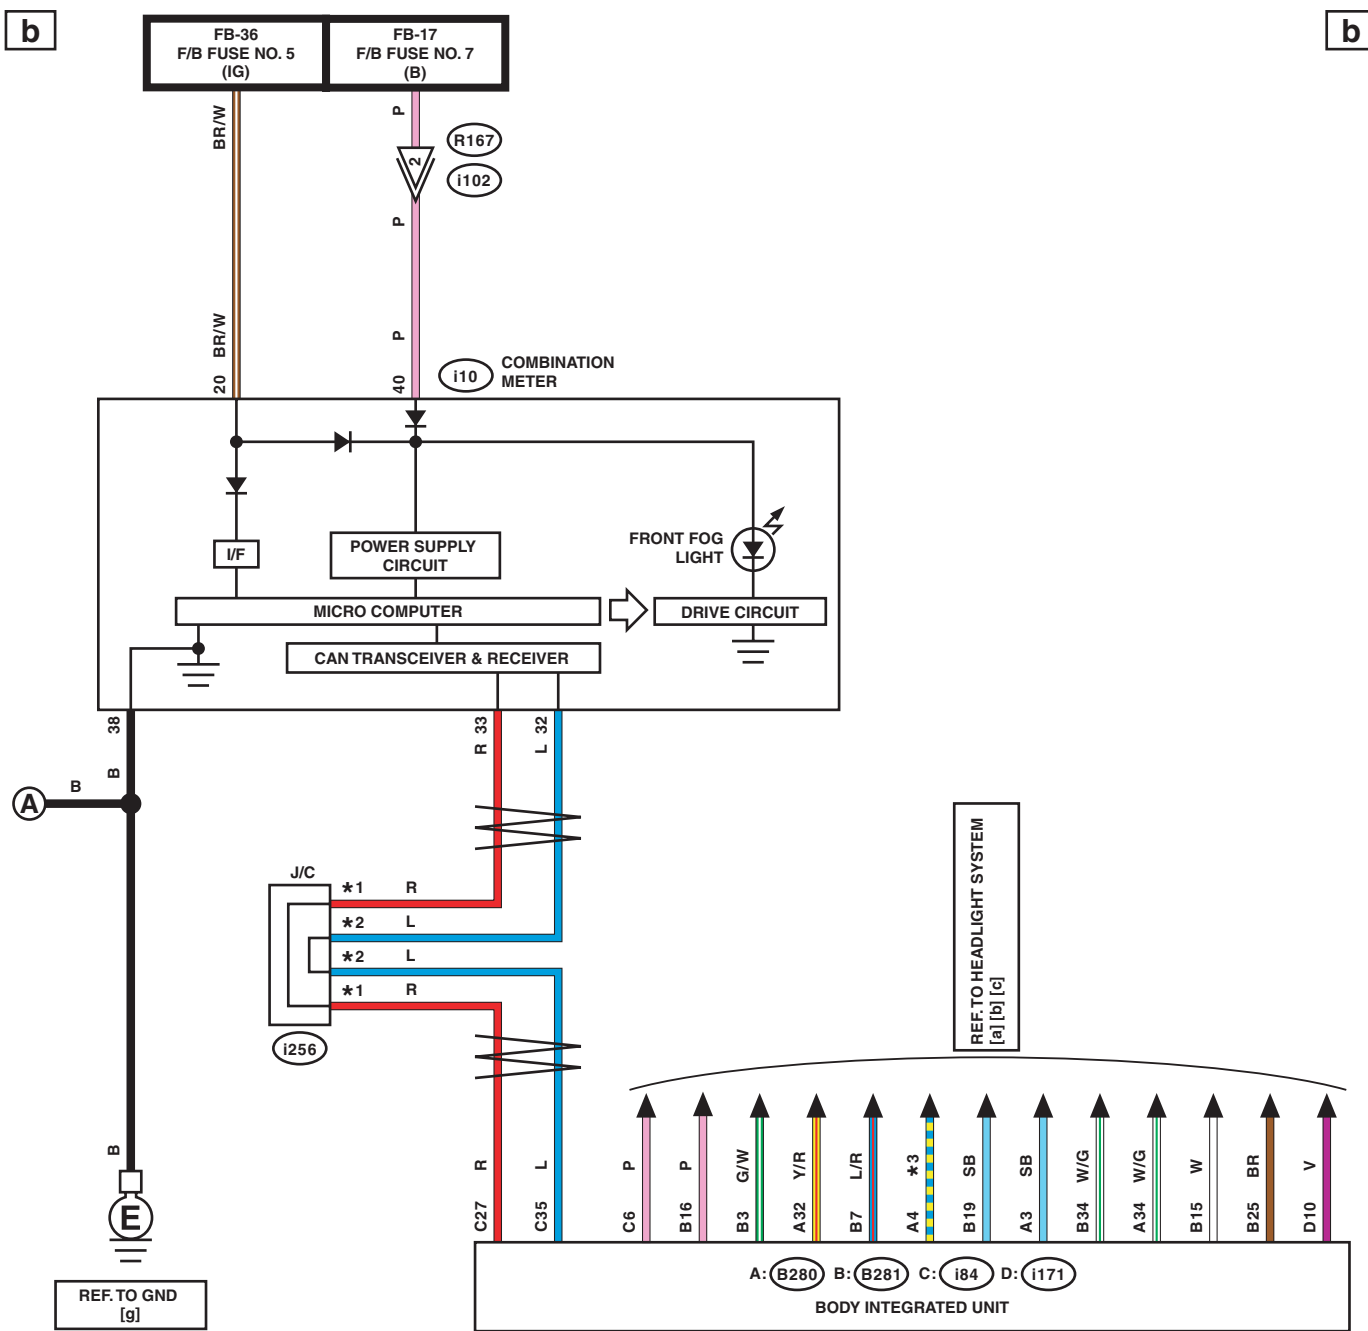 b
b
FB-36
F/B FUSE NO. 5
(IG)
FB-17
F/B FUSE NO. 7
(B)
BR/W
P
R167
2
i102
P
BR/W
P
20
40
i10
COMBINATION
METER
I/F
POWER SUPPLY
CIRCUIT
FRONT FOG
LIGHT
MICRO COMPUTER
DRIVE CIRCUIT
CAN TRANSCEIVER & RECEIVER
38
R 33
L 32
B
B
A
J/C
*1 R
*2 L
*2 L
*1 R
i256
REF. TO HEADLIGHT SYSTEM
[a] [b] [c]
B
E
REF. TO GND
[g]
R
L
P
P
G/W
Y/R
L/R
*3
SB
SB
W/G
W/G
W
BR
V
C27
C35
C6
B16
B3
A32
B7
A4
B19
A3
B34
A34
B15
B25
D10
A: B280 B: B281 C: i84 D: i171
BODY INTEGRATED UNIT